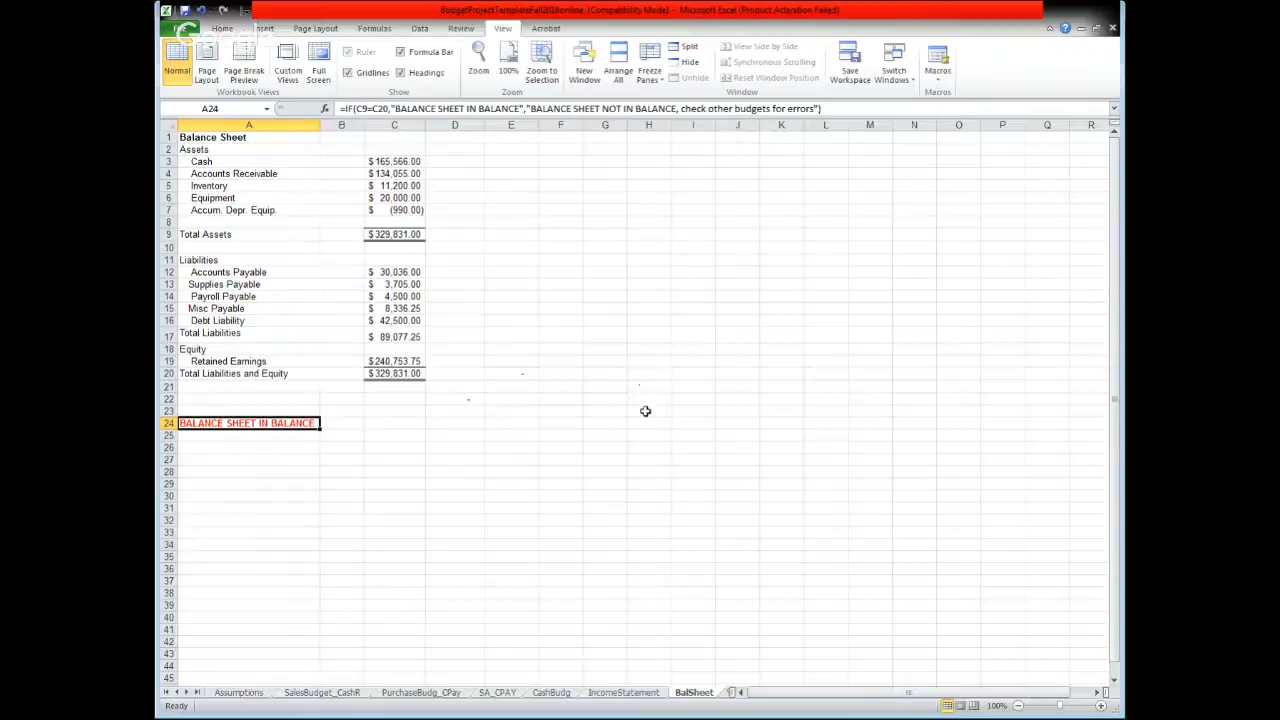 BudgetProjectTemplateFall2018online [Compatibility Mode] - Microsoft Excel (Product Activation Failed)
File Home Insert Page Layout Formulas Data Review View Acrobat
Normal Page Layout Page Break Preview Custom Views Full Screen
Workbook Views
Ruler Formula Bar
Gridlines Headings
Show
Zoom 100% Zoom to Selection
Zoom
New Window Arrange All Freeze Panes
Split
Hide
Unhide
View Side by Side
Synchronous Scrolling
Reset Window Position
Window
Save Workspace Switch Windows
Macros
Macros
A24 fx =IF(C9=C20,"BALANCE SHEET IN BALANCE","BALANCE SHEET NOT IN BALANCE, check other budgets for errors")
A B C D E F G H I J K L M N O P Q R
1 Balance Sheet
2 Assets
3 Cash $ 165,566.00
4 Accounts Receivable $ 134,055.00
5 Inventory $ 11,200.00
6 Equipment $ 20,000.00
7 Accum. Depr. Equip. $ (990.00)
8
9 Total Assets $ 329,831.00
10
11 Liabilities
12 Accounts Payable $ 30,036.00
13 Supplies Payable $ 3,705.00
14 Payroll Payable $ 4,500.00
15 Misc Payable $ 8,336.25
16 Debt Liability $ 42,500.00
17 Total Liabilities $ 89,077.25
18 Equity
19 Retained Earnings $ 240,753.75
20 Total Liabilities and Equity $ 329,831.00 -
21
22 -
23
24 BALANCE SHEET IN BALANCE
25
26
27
28
29
30
31
32
33
34
35
36
37
38
39
40
41
42
43
44
45
Assumptions SalesBudget_CashR PurchaseBudg_CPay SA_CPAY CashBudg IncomeStatement BalSheet
Ready 100%